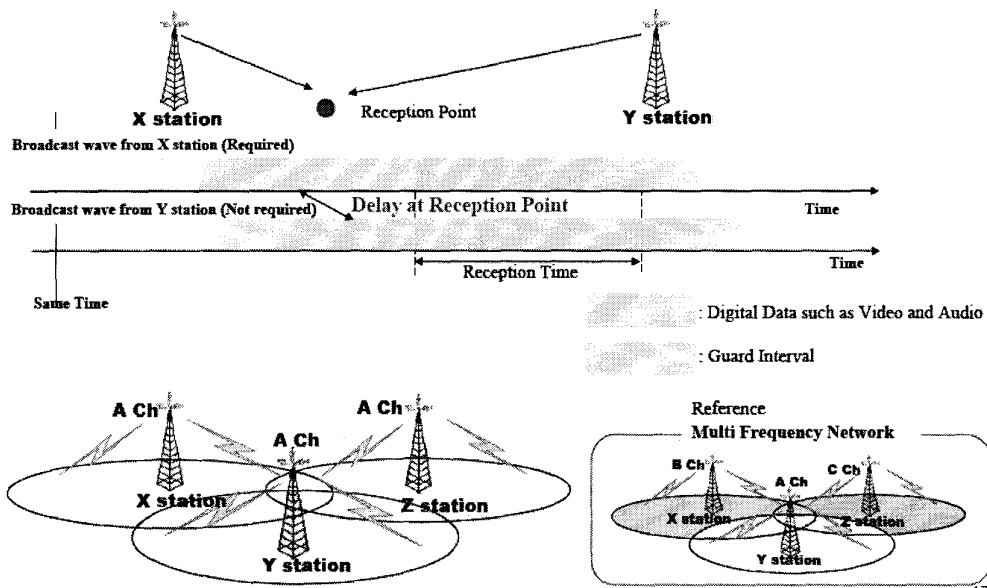 X station
Reception Point
Y station
Broadcast wave from X station (Required)
Broadcast wave from Y station (Not required)
Delay at Reception Point
Time
Reception Time
Time
Same Time
: Digital Data such as Video and Audio
: Guard Interval
A Ch
A Ch
A Ch
X station
Z station
Y station
Reference
Multi Frequency Network
B Ch
A Ch
C Ch
X station
Z station
Y station